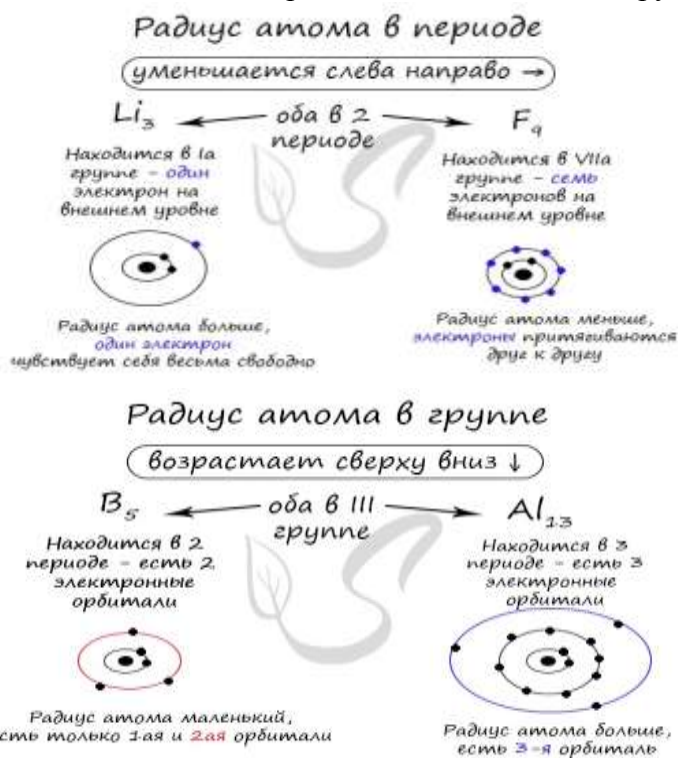 Радиус атома в периоде
уменьшается слева направо →
Li₃
оба в 2
периоде
F₉
Находится в Iа
группе - один
электрон на
внешнем уровне
Находится в VIIа
группе - семь
электронов на
внешнем уровне
Радиус атома больше,
один электрон
чувствует себя весьма свободно
Радиус атома меньше,
электроны притягиваются
друг к другу
Радиус атома в группе
возрастает сверху вниз ↓
B₅
оба в III
группе
Al₁₃
Находится в 2
периоде - есть 2
электронные
орбитали
Находится в 3
периоде - есть 3
электронные
орбитали
Радиус атома маленький,
есть только 1-ая и 2ая орбитали
Радиус атома больше,
есть 3-я орбиталь